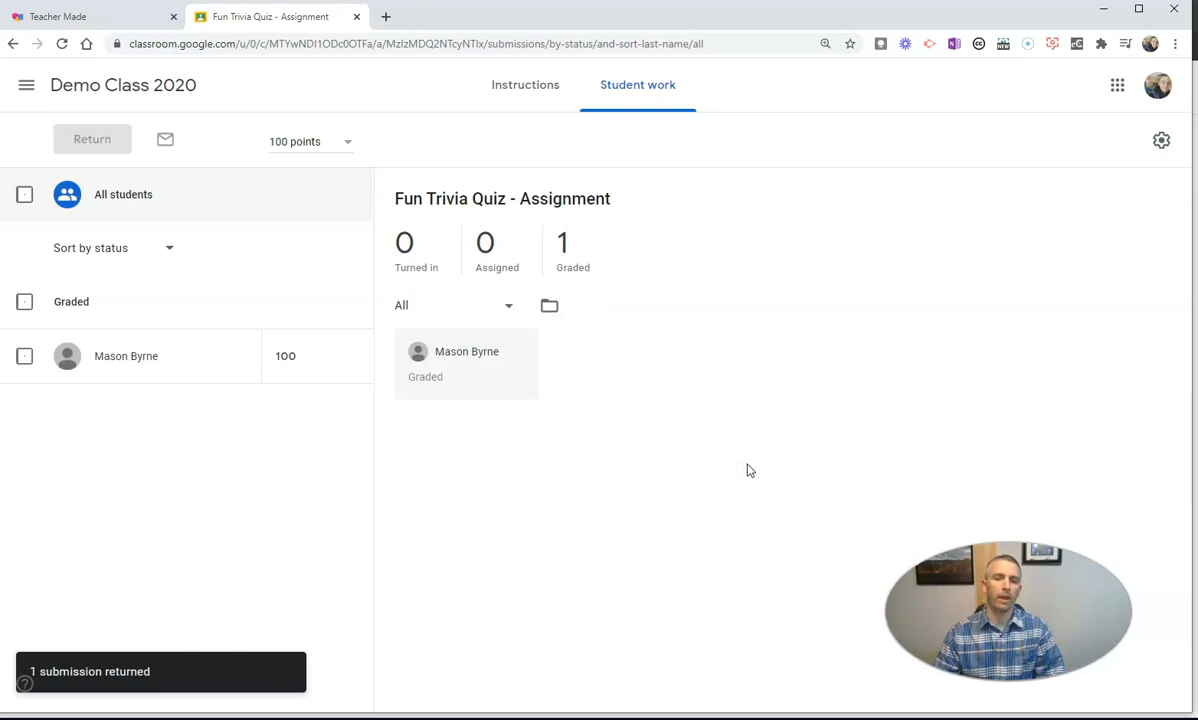 Teacher Made
Fun Trivia Quiz - Assignment
classroom.google.com/u/0/c/MTYwNDI1ODc0OTFa/a/MzIzMDQ2NTcyNTIx/submissions/by-status/and-sort-last-name/all
Demo Class 2020
Instructions
Student work
Return
100 points
All students
Sort by status
Graded
Mason Byrne
100
Fun Trivia Quiz - Assignment
0 0 1
Turned in Assigned Graded
All
Mason Byrne
Graded
1 submission returned